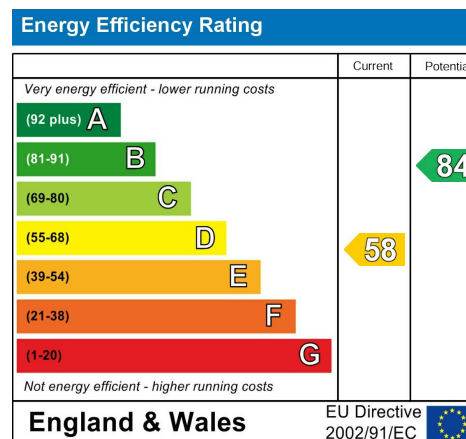 Energy Efficiency Rating
Current Potentia
Very energy efficient - lower running costs
(92 plus) A
(81-91) B
84
(69-80) C
(55-68) D
58
(39-54) E
(21-38) F
(1-20) G
Not energy efficient - higher running costs
England & Wales
EU Directive
2002/91/EC